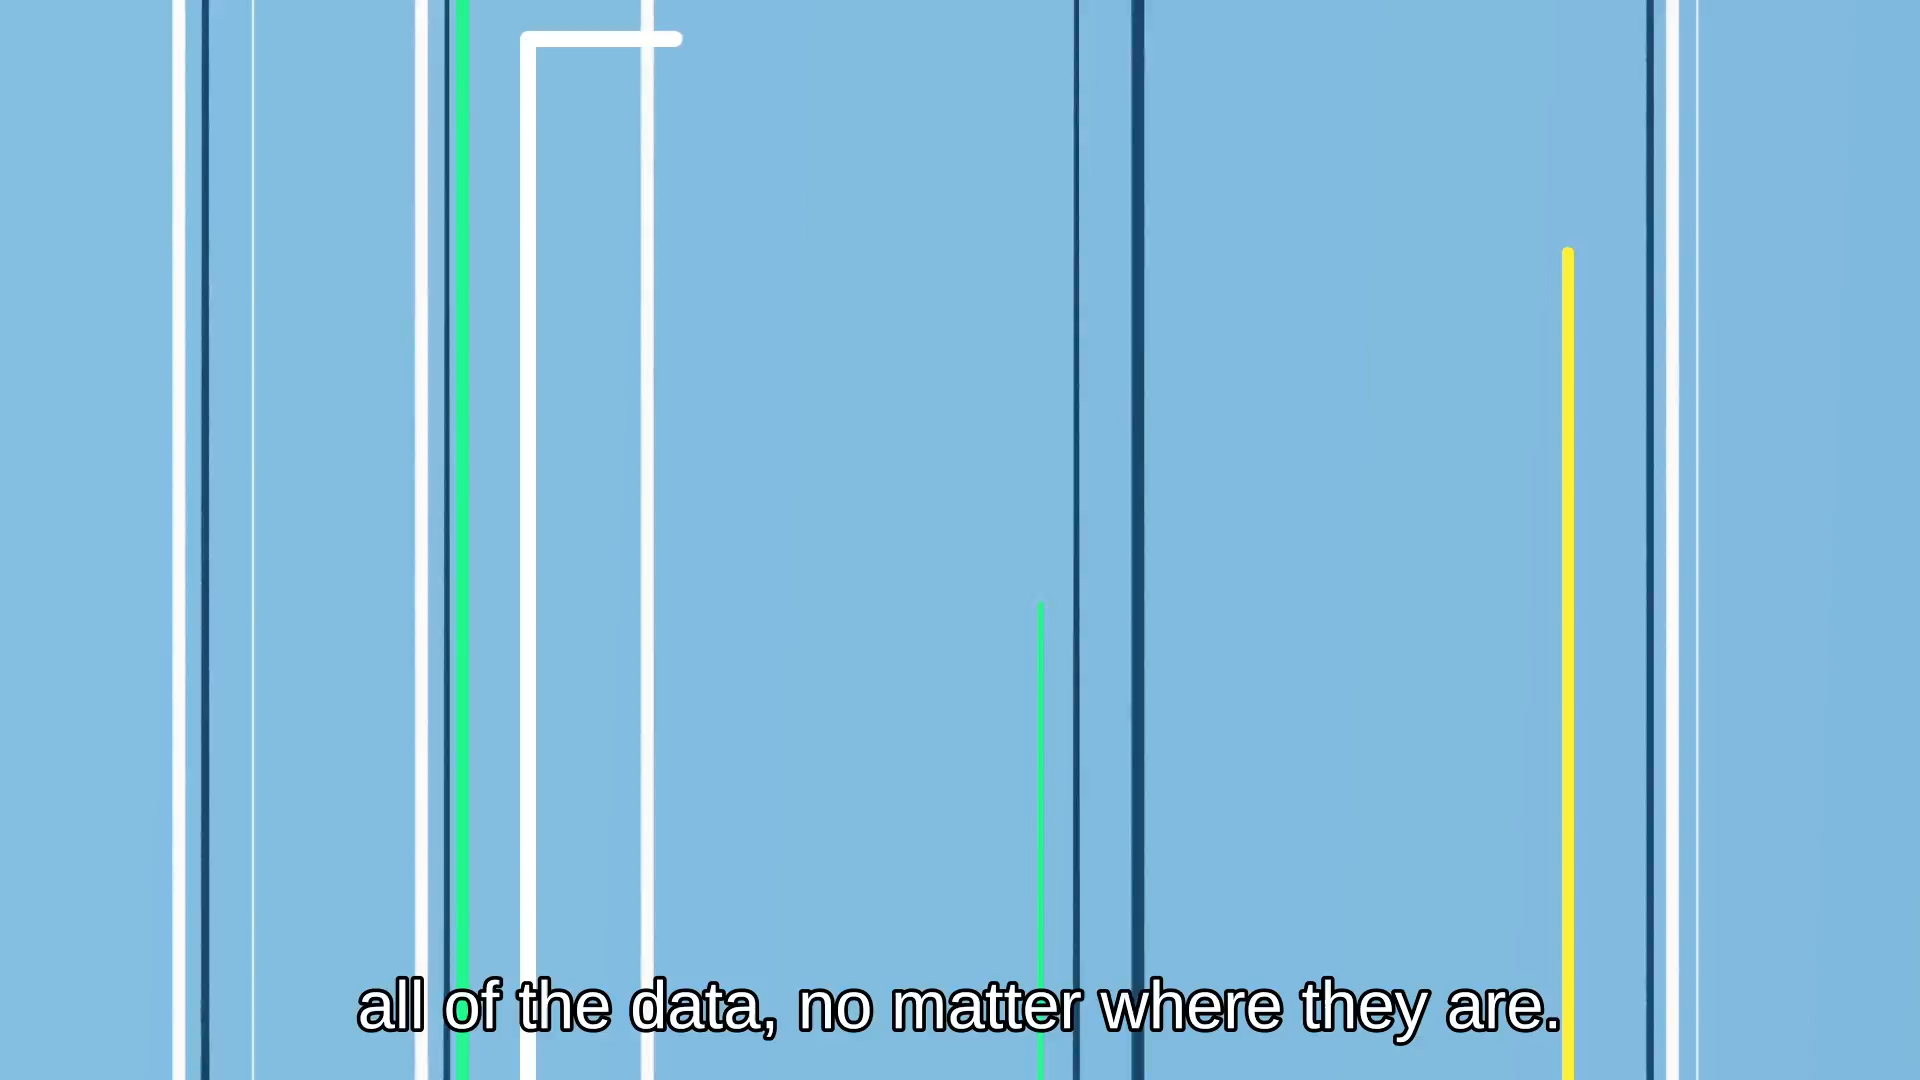 all of the data, no matter where they are.